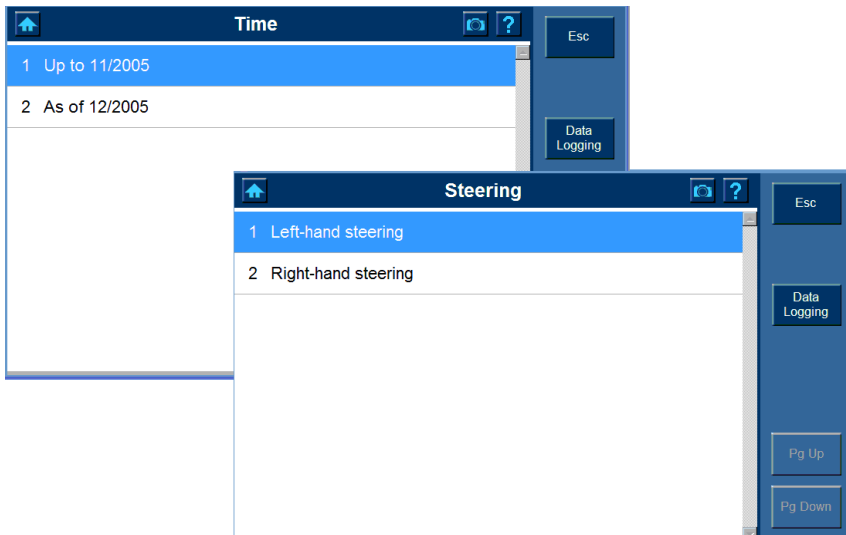 Time
?
Esc
1 Up to 11/2005
2 As of 12/2005
Data
Logging
Steering
?
Esc
1 Left-hand steering
2 Right-hand steering
Data
Logging
Pg Up
Pg Down